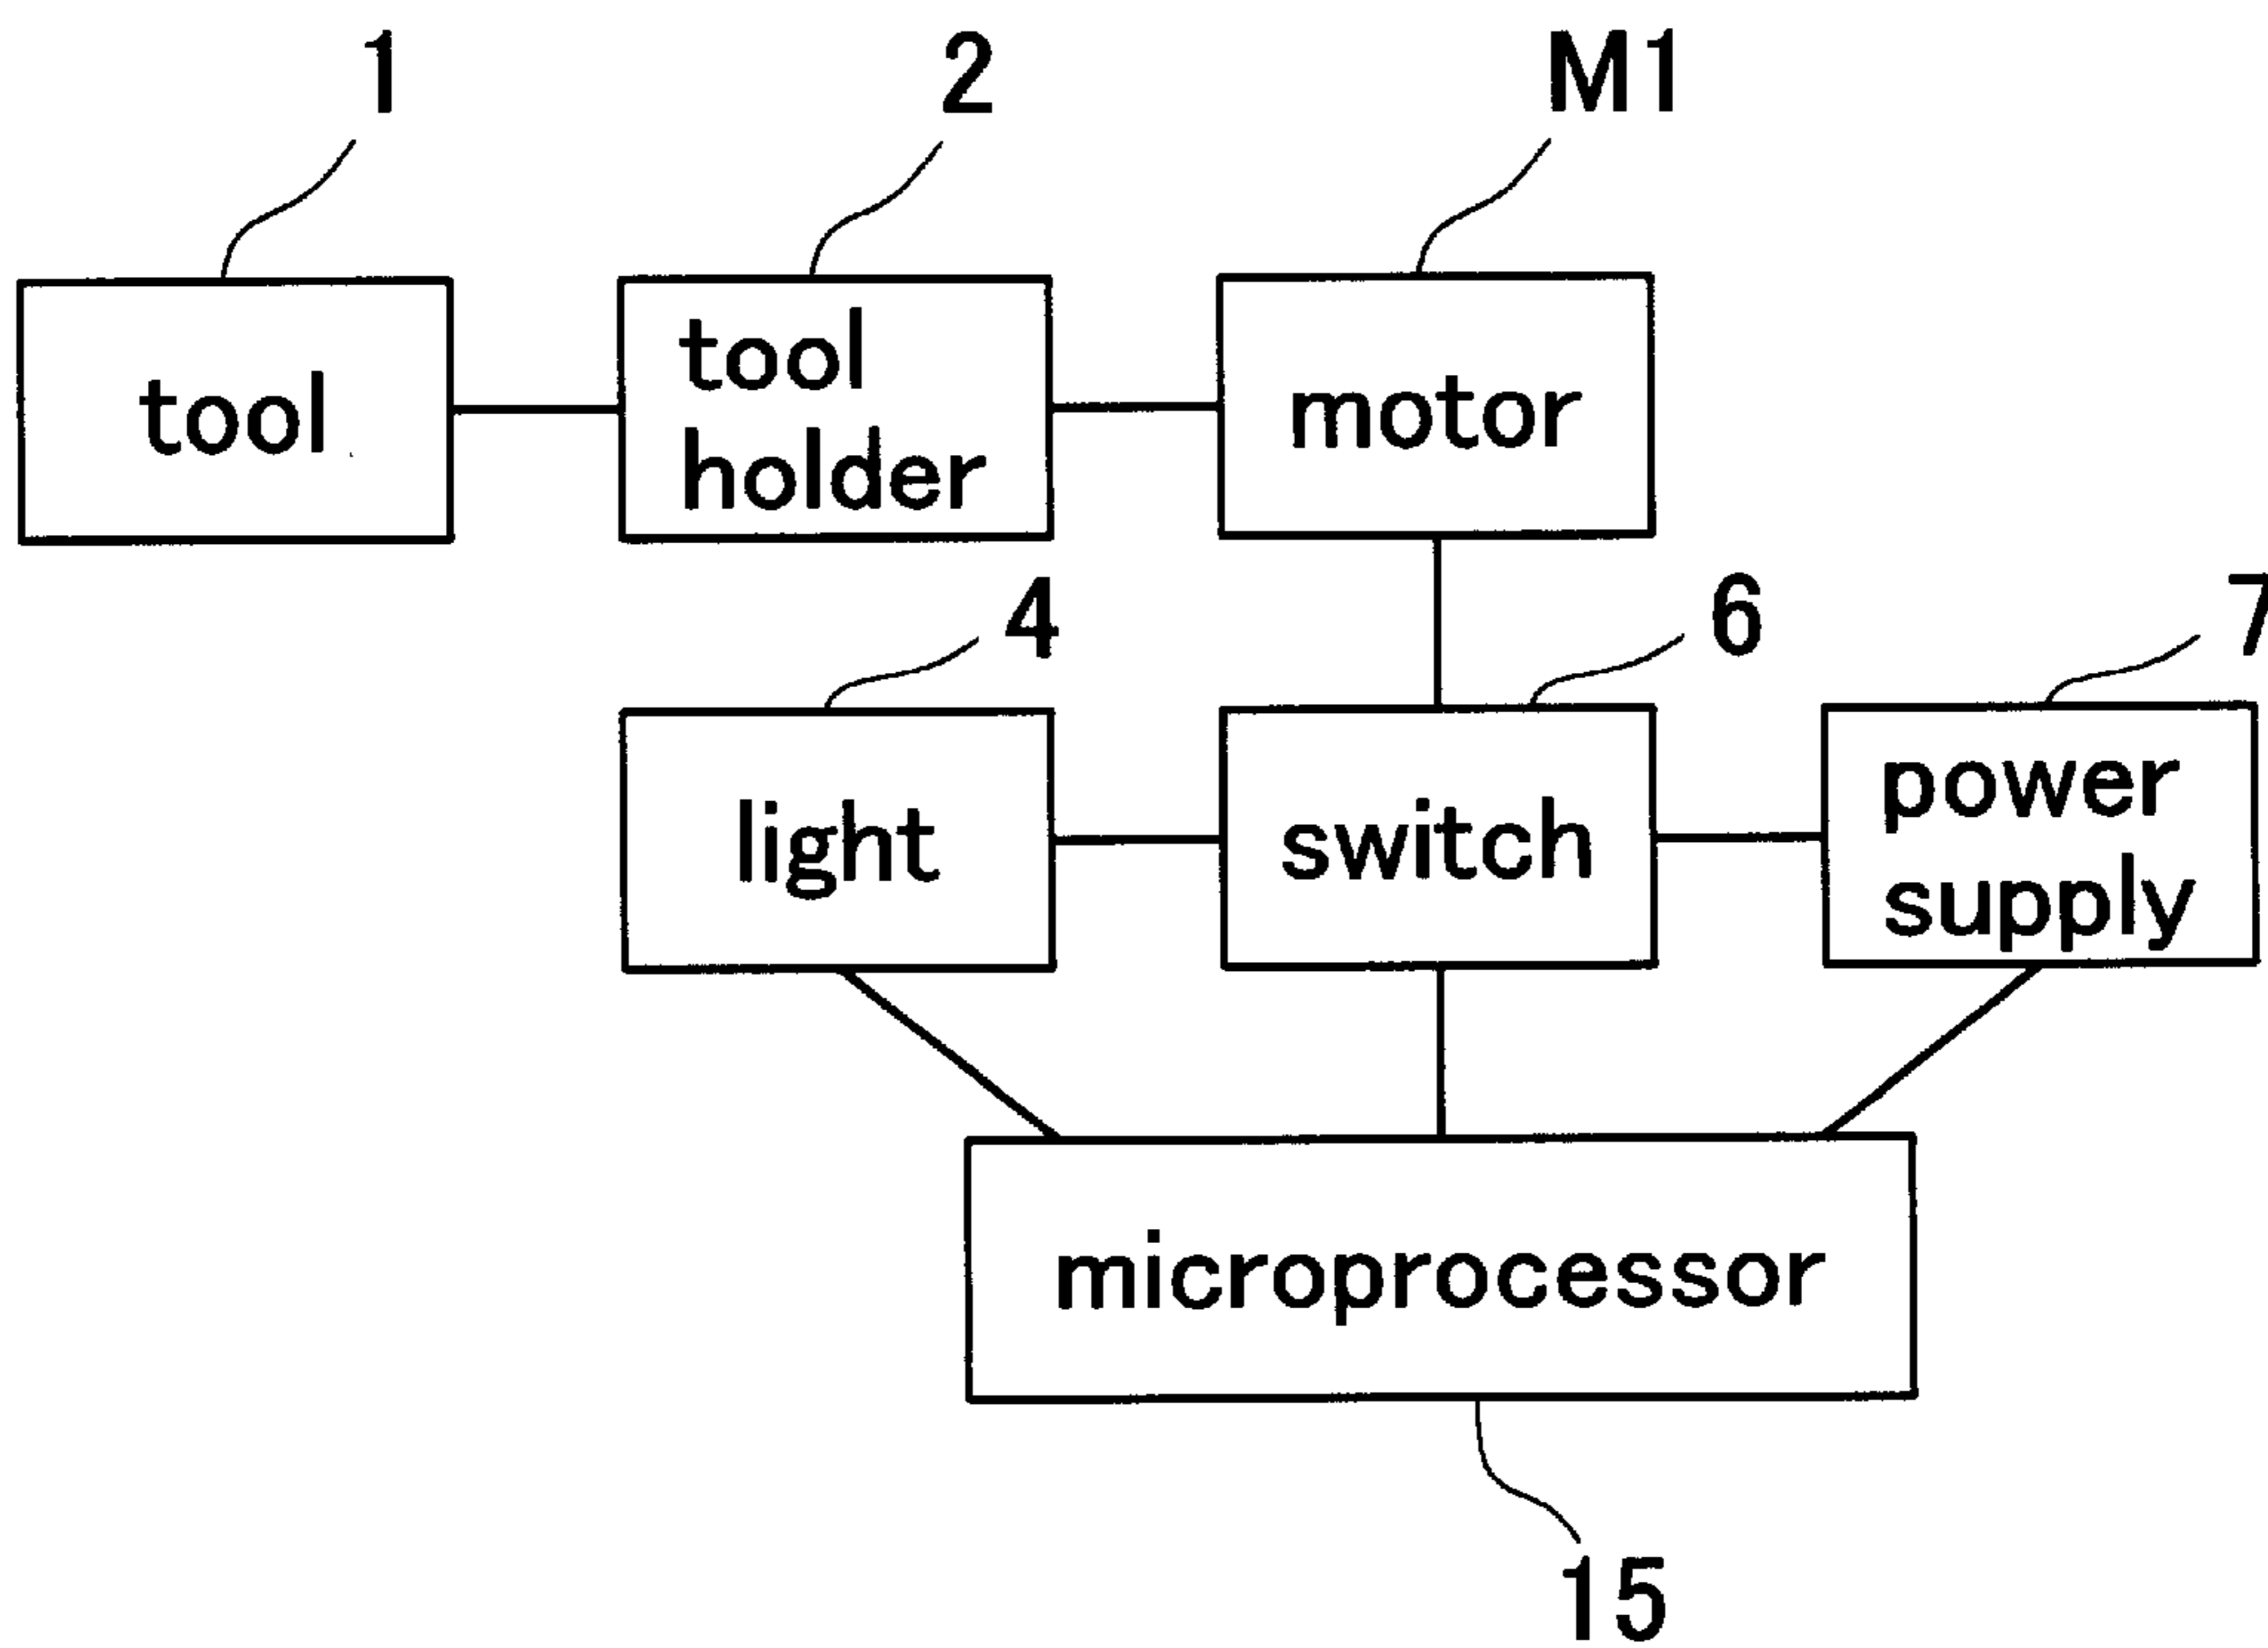 1
2
M1
tool
tool
holder
motor
4
6
7
light
switch
power
supply
microprocessor
15